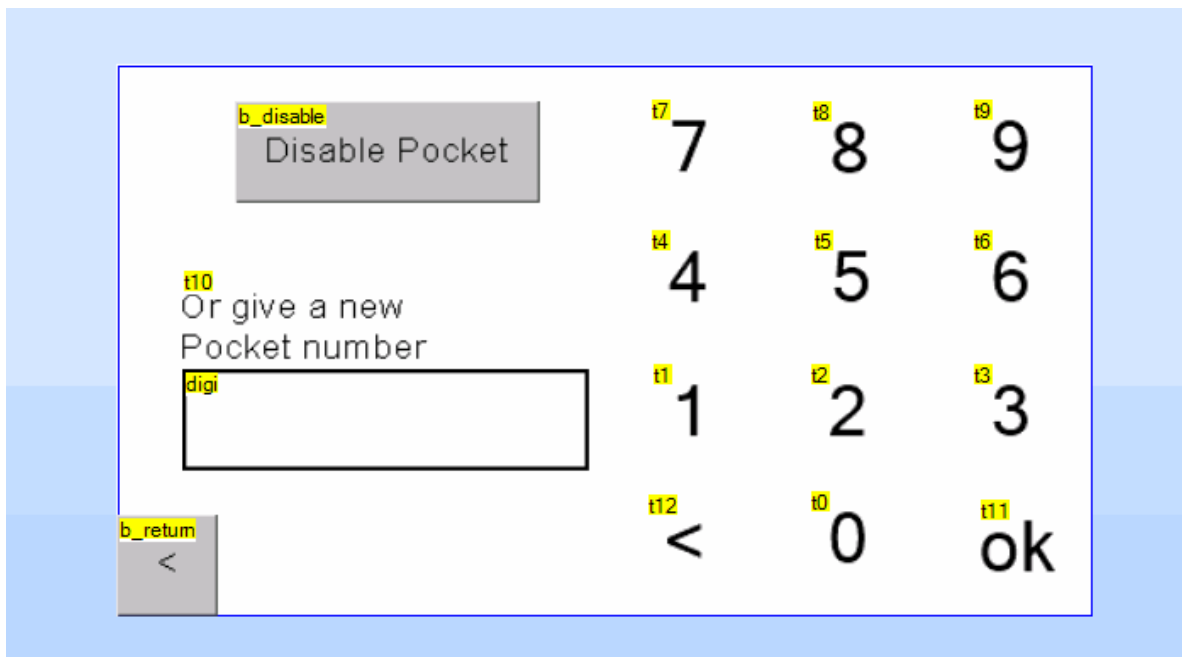 b_disable
Disable Pocket
t7
7
t8
8
t9
9
t4
4
t5
5
t6
6
t10
Or give a new
Pocket number
digi
t1
1
t2
2
t3
3
b_return
<
t12
<
t0
0
t11
ok